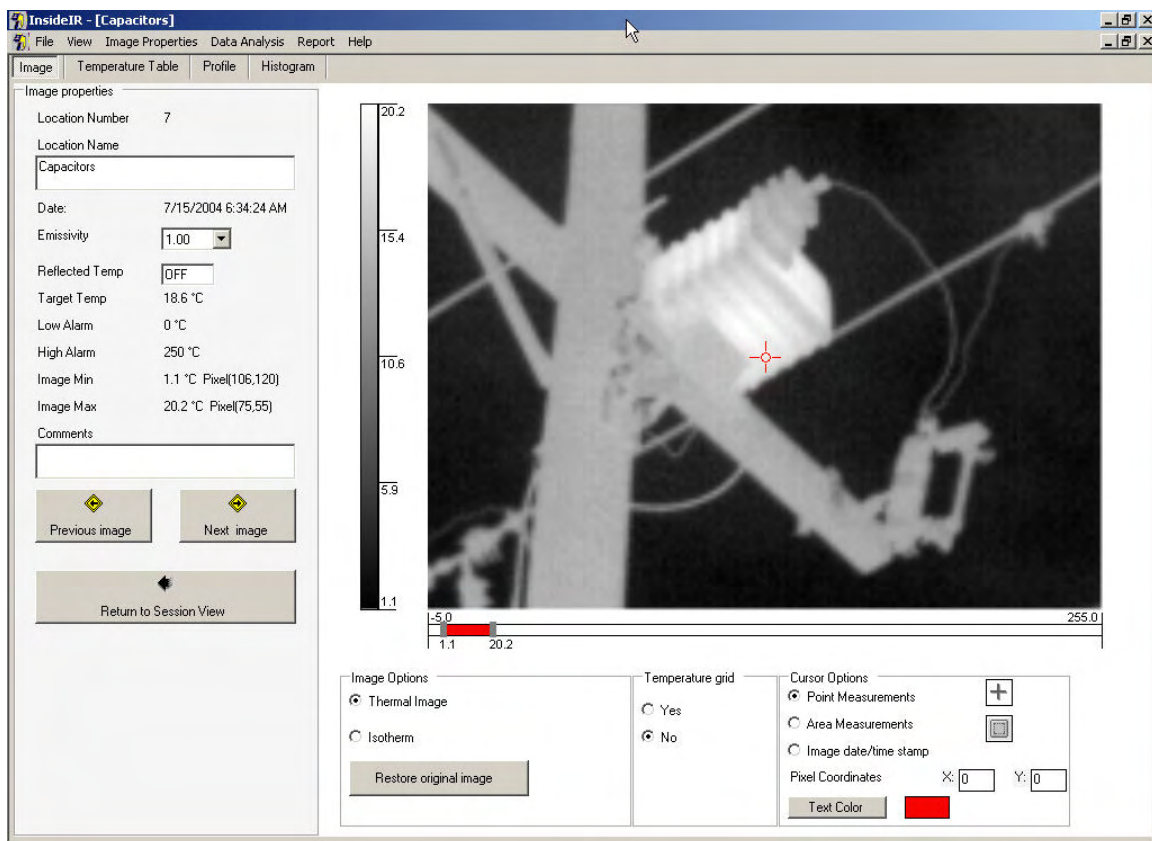 InsideIR - [Capacitors]
File View Image Properties Data Analysis Report Help
Image Temperature Table Profile Histogram
Image properties
Location Number 7
Location Name
Capacitors
Date: 7/15/2004 6:34:24 AM
Emissivity 1.00
Reflected Temp OFF
Target Temp 18.6 °C
Low Alarm 0 °C
High Alarm 250 °C
Image Min 1.1 °C Pixel(106,120)
Image Max 20.2 °C Pixel(75,55)
Comments
Previous image Next image
Return to Session View
20.2
15.4
10.6
5.9
1.1
-5.0 255.0
1.1 20.2
Image Options
Thermal Image
Isotherm
Restore original image
Temperature grid
Yes
No
Cursor Options
Point Measurements
Area Measurements
Image date/time stamp
Pixel Coordinates X: 0 Y: 0
Text Color